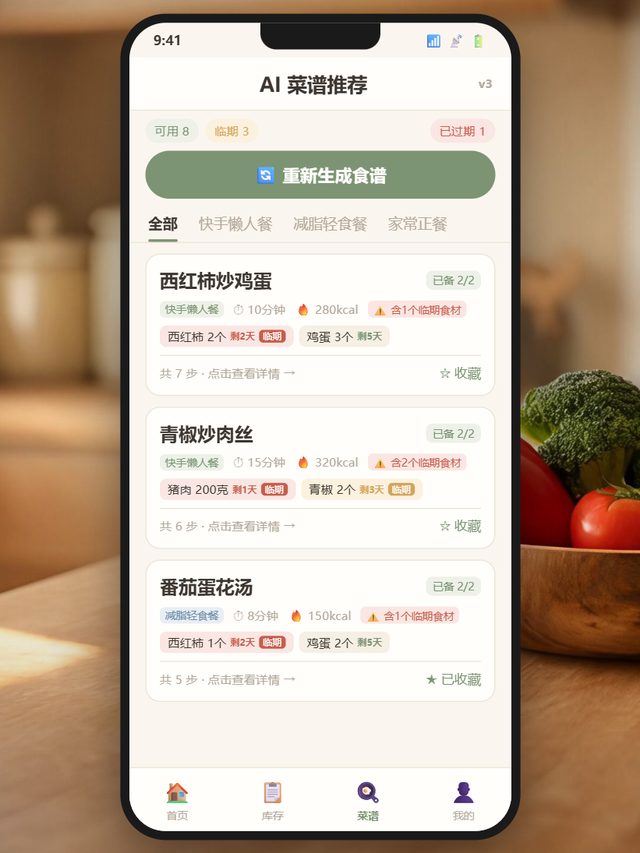 9:41
AI 菜谱推荐
v3
可用 8 临期 3 已过期 1
重新生成食谱
全部 快手懒人餐 减脂轻食餐 家常正餐
西红柿炒鸡蛋 已备 2/2
快手懒人餐 10分钟 280kcal 含1个临期食材
西红柿 2个 剩2天 临期 鸡蛋 3个 剩5天
共 7 步 · 点击查看详情 → ☆ 收藏
青椒炒肉丝 已备 2/2
快手懒人餐 15分钟 320kcal 含2个临期食材
猪肉 200克 剩1天 临期 青椒 2个 剩3天 临期
共 6 步 · 点击查看详情 → ☆ 收藏
番茄蛋花汤 已备 2/2
减脂轻食餐 8分钟 150kcal 含1个临期食材
西红柿 1个 剩2天 临期 鸡蛋 2个 剩5天
共 5 步 · 点击查看详情 → ★ 已收藏
首页 库存 菜谱 我的